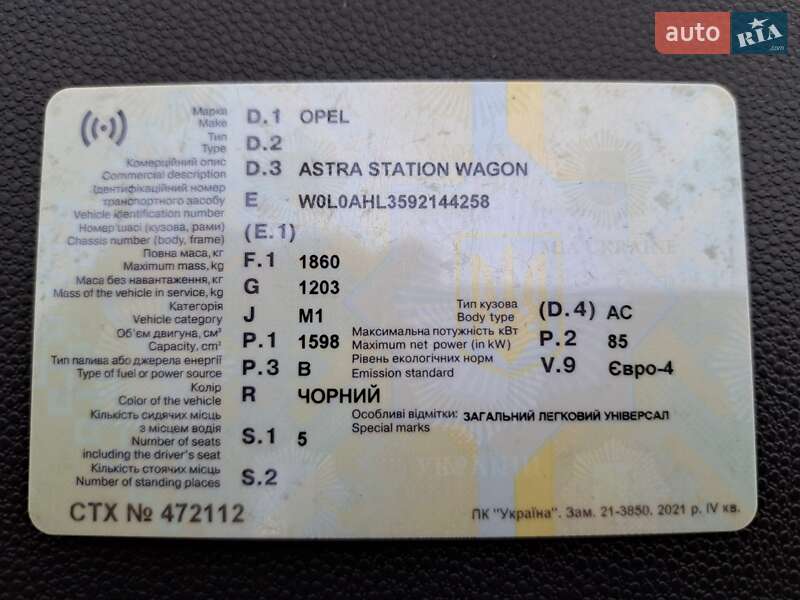 auto RIA .com
Марка D.1 OPEL
Make
Тип D.2
Type
Комерційний опис D.3 ASTRA STATION WAGON
Commercial description
Ідентифікаційний номер E W0L0AHL3592144258
транспортного засобу
Vehicle identification number
Номер шасі (кузова, рами) (E.1)
Chassis number (body, frame)
Повна маса, кг F.1 1860
Maximum mass, kg
Маса без навантаження, кг G 1203
Mass of the vehicle in service, kg
Категорія J M1 Тип кузова (D.4) AC
Vehicle category Body type
Об'єм двигуна, см³ P.1 1598 Максимальна потужність кВт P.2 85
Capacity, cm³ Maximum net power (in kW)
Тип палива або джерела енергії P.3 B Рівень екологічних норм V.9 Євро-4
Type of fuel or power source Emission standard
Колір R ЧОРНИЙ
Color of the vehicle
Кількість сидячих місць S.1 5 Особливі відмітки: ЗАГАЛЬНИЙ ЛЕГКОВИЙ УНІВЕРСАЛ
з місцем водія Special marks
Number of seats
including the driver's seat
Кількість стоячих місць S.2
Number of standing places
СТХ № 472112 ПК "Україна". Зам. 21-3850. 2021 р. IV кв.